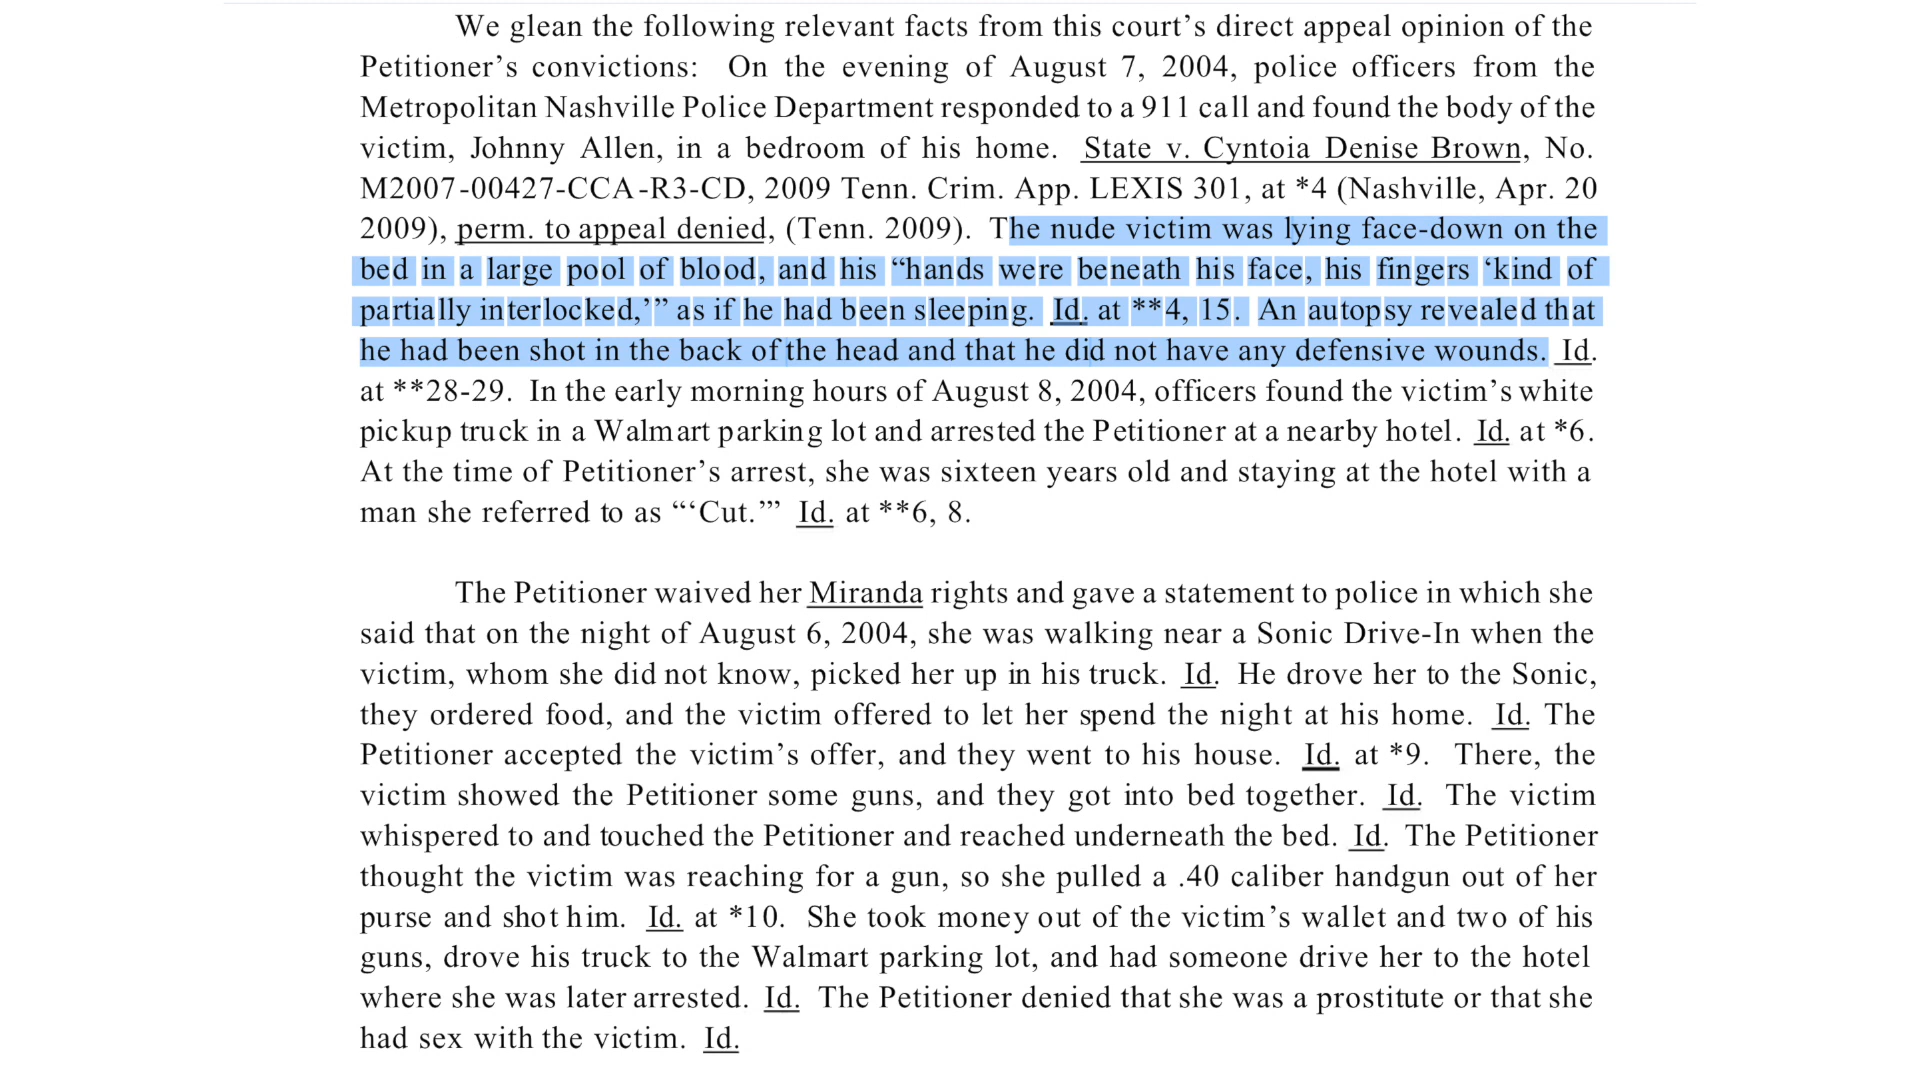 We glean the following relevant facts from this court’s direct appeal opinion of the
Petitioner’s convictions: On the evening of August 7, 2004, police officers from the
Metropolitan Nashville Police Department responded to a 911 call and found the body of the
victim, Johnny Allen, in a bedroom of his home. State v. Cyntoia Denise Brown, No.
M2007-00427-CCA-R3-CD, 2009 Tenn. Crim. App. LEXIS 301, at *4 (Nashville, Apr. 20
2009), perm. to appeal denied, (Tenn. 2009). The nude victim was lying face-down on the
bed in a large pool of blood, and his “hands were beneath his face, his fingers ‘kind of
partially interlocked,’” as if he had been sleeping. Id. at **4, 15. An autopsy revealed that
he had been shot in the back of the head and that he did not have any defensive wounds. Id.
at **28-29. In the early morning hours of August 8, 2004, officers found the victim’s white
pickup truck in a Walmart parking lot and arrested the Petitioner at a nearby hotel. Id. at *6.
At the time of Petitioner’s arrest, she was sixteen years old and staying at the hotel with a
man she referred to as “‘Cut.’” Id. at **6, 8.
The Petitioner waived her Miranda rights and gave a statement to police in which she
said that on the night of August 6, 2004, she was walking near a Sonic Drive-In when the
victim, whom she did not know, picked her up in his truck. Id. He drove her to the Sonic,
they ordered food, and the victim offered to let her spend the night at his home. Id. The
Petitioner accepted the victim’s offer, and they went to his house. Id. at *9. There, the
victim showed the Petitioner some guns, and they got into bed together. Id. The victim
whispered to and touched the Petitioner and reached underneath the bed. Id. The Petitioner
thought the victim was reaching for a gun, so she pulled a .40 caliber handgun out of her
purse and shot him. Id. at *10. She took money out of the victim’s wallet and two of his
guns, drove his truck to the Walmart parking lot, and had someone drive her to the hotel
where she was later arrested. Id. The Petitioner denied that she was a prostitute or that she
had sex with the victim. Id.